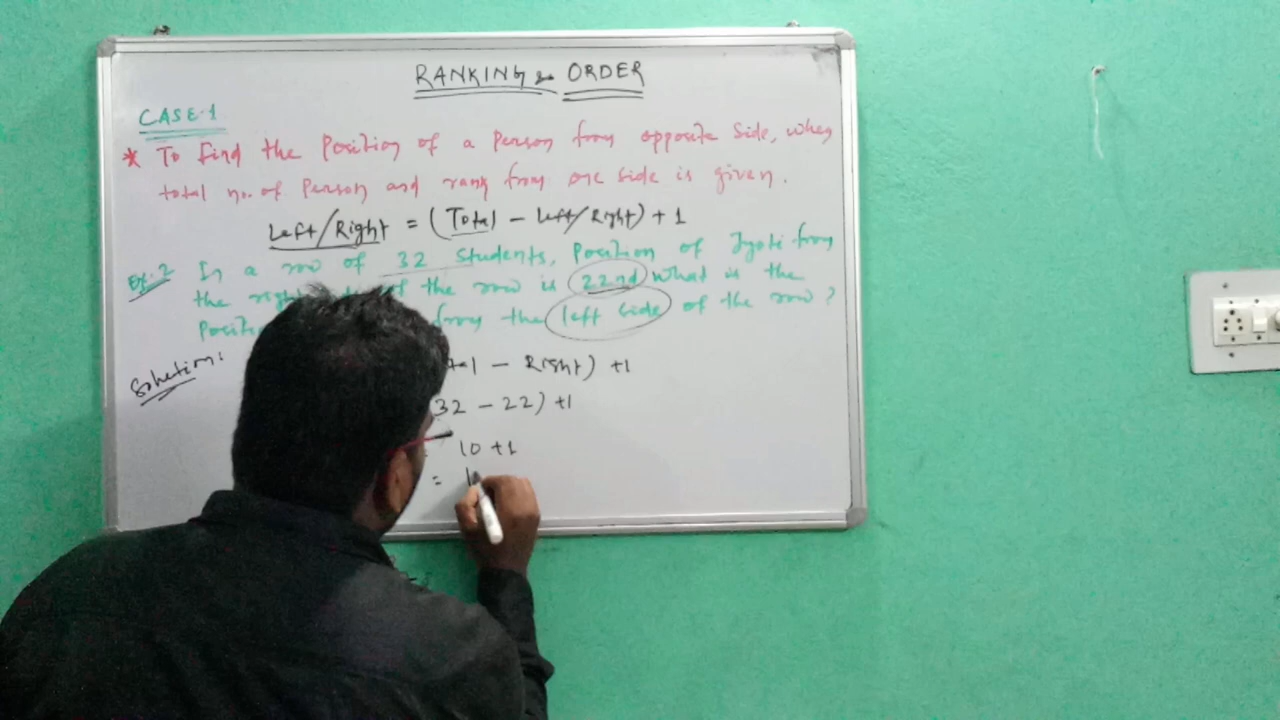 RANKING & ORDER
CASE-1
* To find the Position of a Person from opposite side, when
total no. of Person and rank from one side is given.
Left/Right = (Total - Left/Right) + 1
Ex. 2 In a row of 32 Students, Position of Jyoti from
the right of the row is 22nd What is the
from the left side of the row?
Solution: - Right) +1
32 - 22) +1
10 +1
=